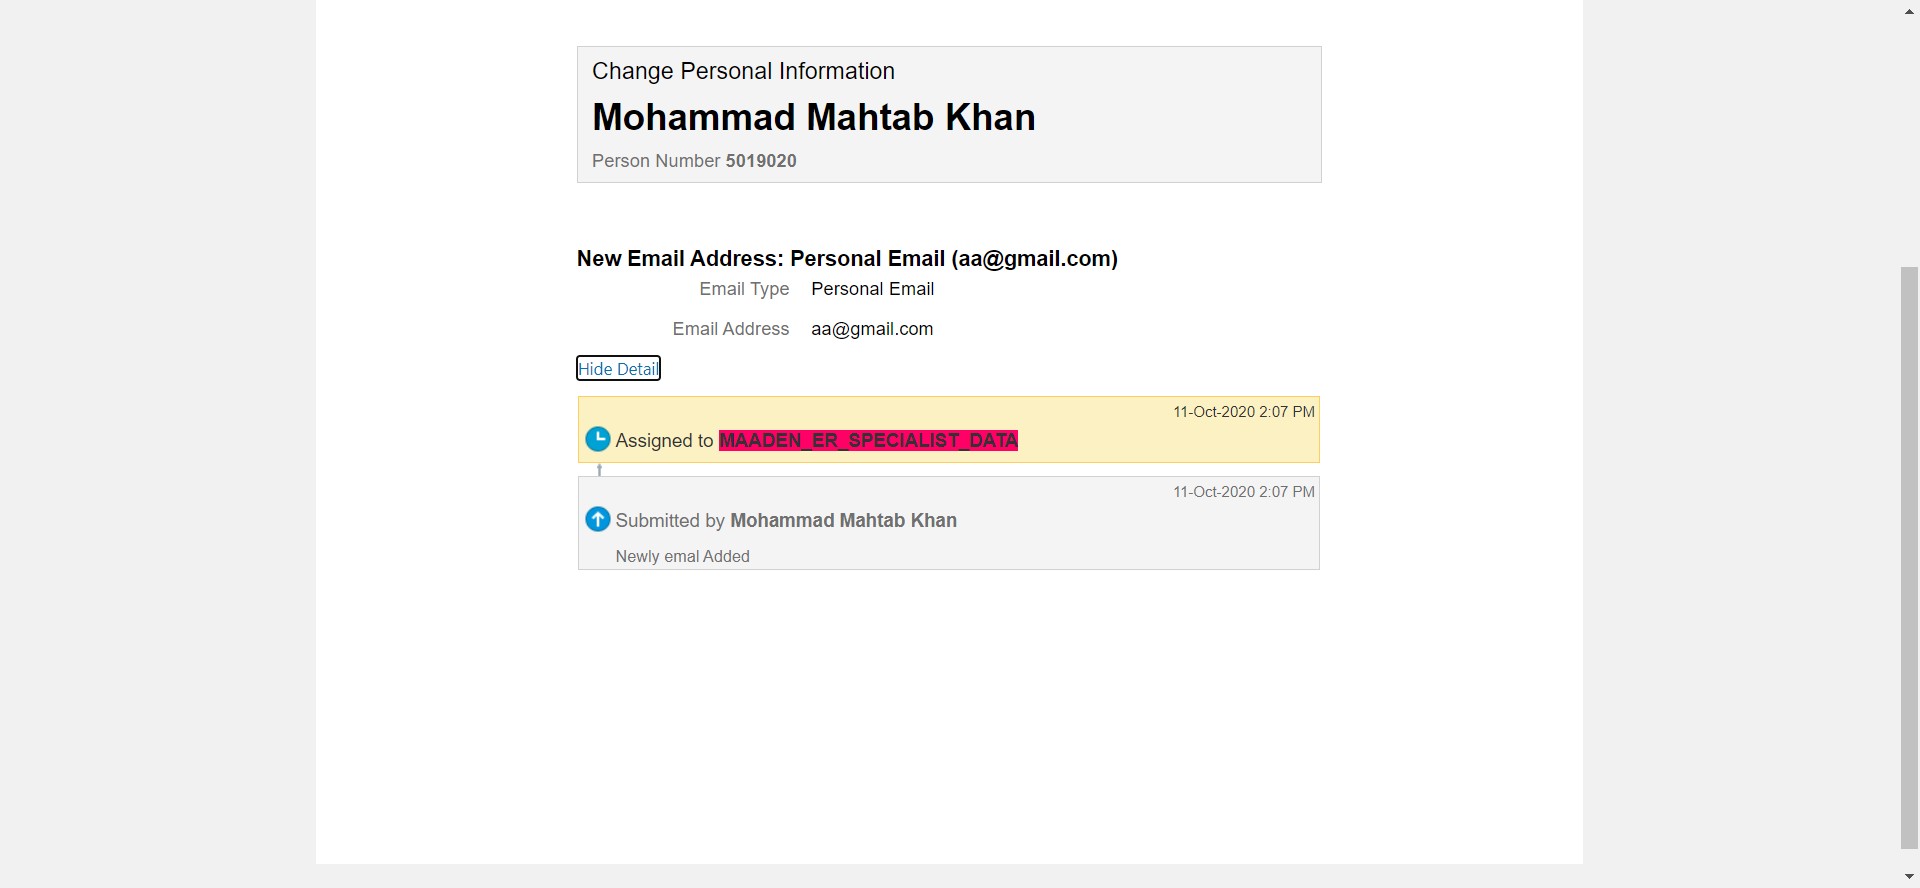 Change Personal Information
Mohammad Mahtab Khan
Person Number 5019020
New Email Address: Personal Email (aa@gmail.com)
Email Type Personal Email
Email Address aa@gmail.com
Hide Detail
11-Oct-2020 2:07 PM
Assigned to MAADEN_ER_SPECIALIST_DATA
11-Oct-2020 2:07 PM
Submitted by Mohammad Mahtab Khan
Newly emal Added